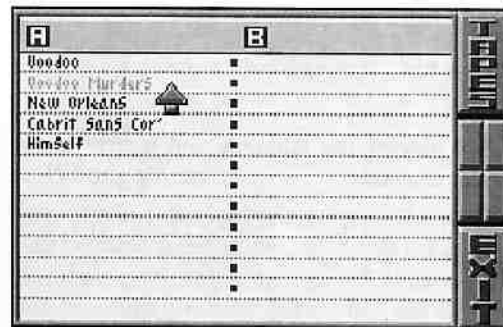 A B
Voodoo
Voodoo Murders
New Orleans
Cabrit Sans Cor'
Himself
TAPES
EXIT